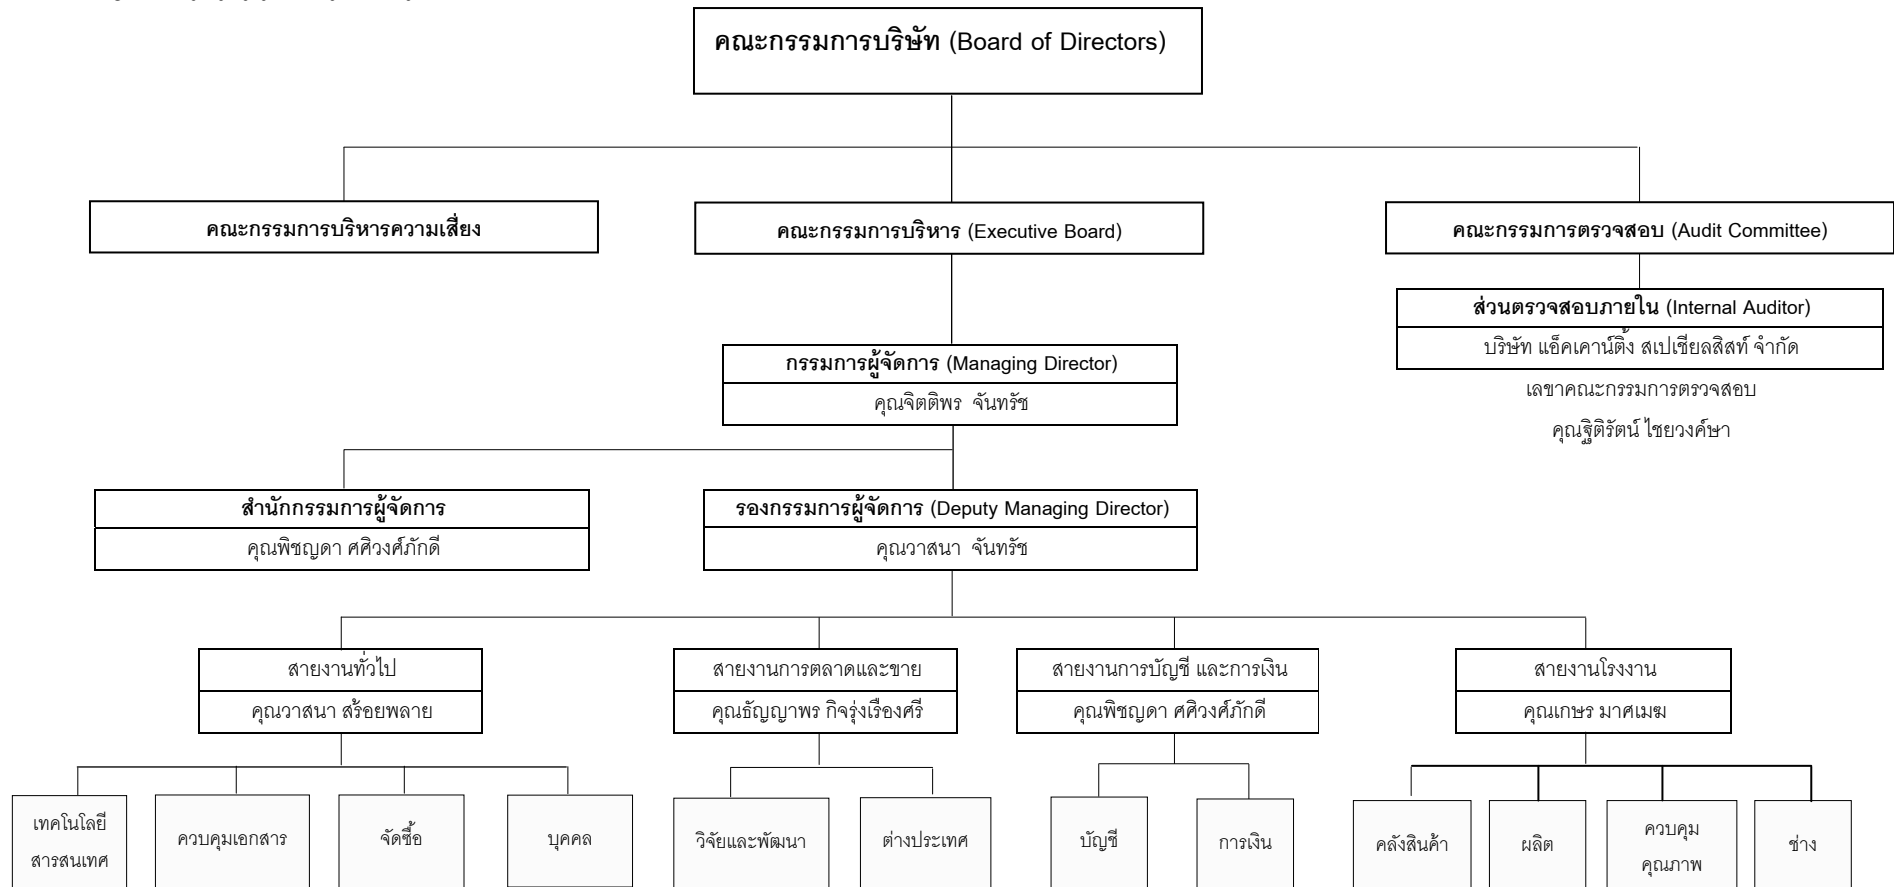 คณะกรรมการบริษัท (Board of Directors)
คณะกรรมการบริหารความเสี่ยง
คณะกรรมการบริหาร (Executive Board)
คณะกรรมการตรวจสอบ (Audit Committee)
ส่วนตรวจสอบภายใน (Internal Auditor)
บริษัท แอ็คเคาน์ติ้ง สเปเชียลสิสท์ จำกัด
เลขาคณะกรรมการตรวจสอบ
คุณฐิติรัตน์ ไชยวงค์ษา
กรรมการผู้จัดการ (Managing Director)
คุณจิตติพร จันทรัช
สำนักกรรมการผู้จัดการ
คุณพิชญดา ศศิวงศ์ภักดี
รองกรรมการผู้จัดการ (Deputy Managing Director)
คุณวาสนา จันทรัช
สายงานทั่วไป
คุณวาสนา สร้อยพลาย
สายงานการตลาดและขาย
คุณธัญญาพร กิจรุ่งเรืองศรี
สายงานการบัญชี และการเงิน
คุณพิชญดา ศศิวงศ์ภักดี
สายงานโรงงาน
คุณเกษร มาศเมฆ
เทคโนโลยี
สารสนเทศ
ควบคุมเอกสาร
จัดซื้อ
บุคคล
วิจัยและพัฒนา
ต่างประเทศ
บัญชี
การเงิน
คลังสินค้า
ผลิต
ควบคุม
คุณภาพ
ช่าง